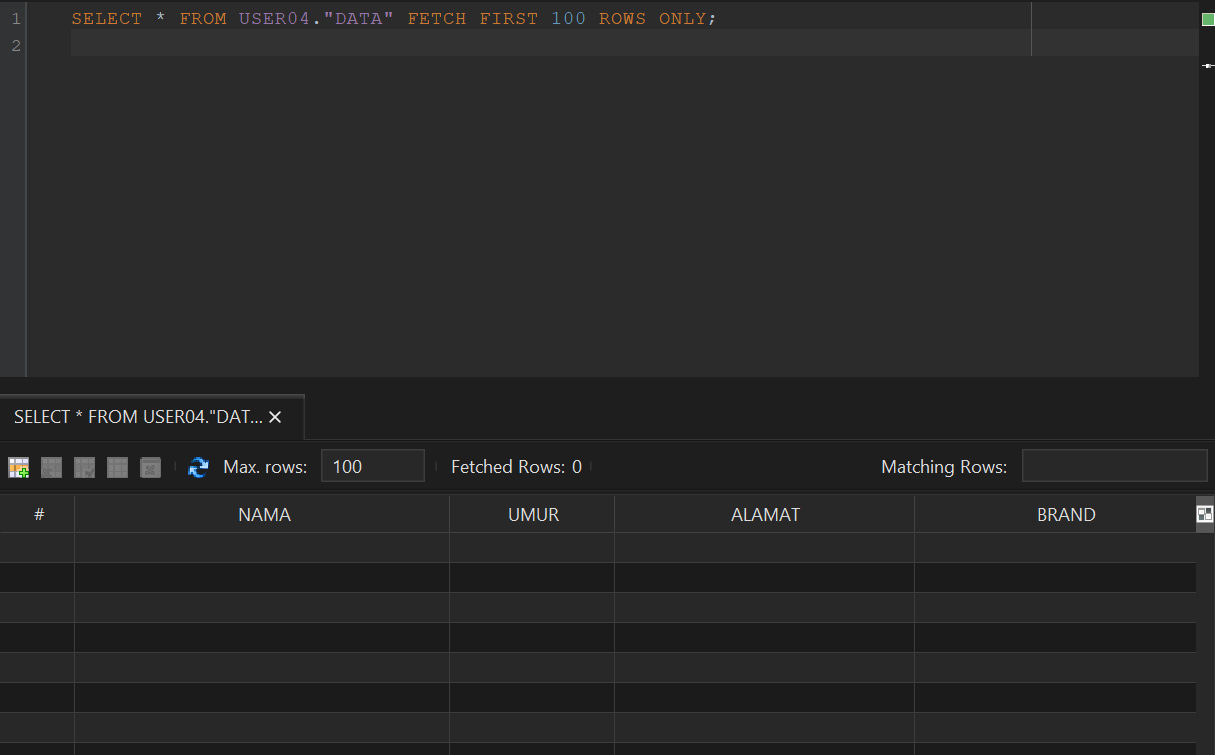 1 SELECT * FROM USER04."DATA" FETCH FIRST 100 ROWS ONLY;
2
SELECT * FROM USER04."DAT...
Max. rows: 100 Fetched Rows: 0 Matching Rows:
# NAMA UMUR ALAMAT BRAND